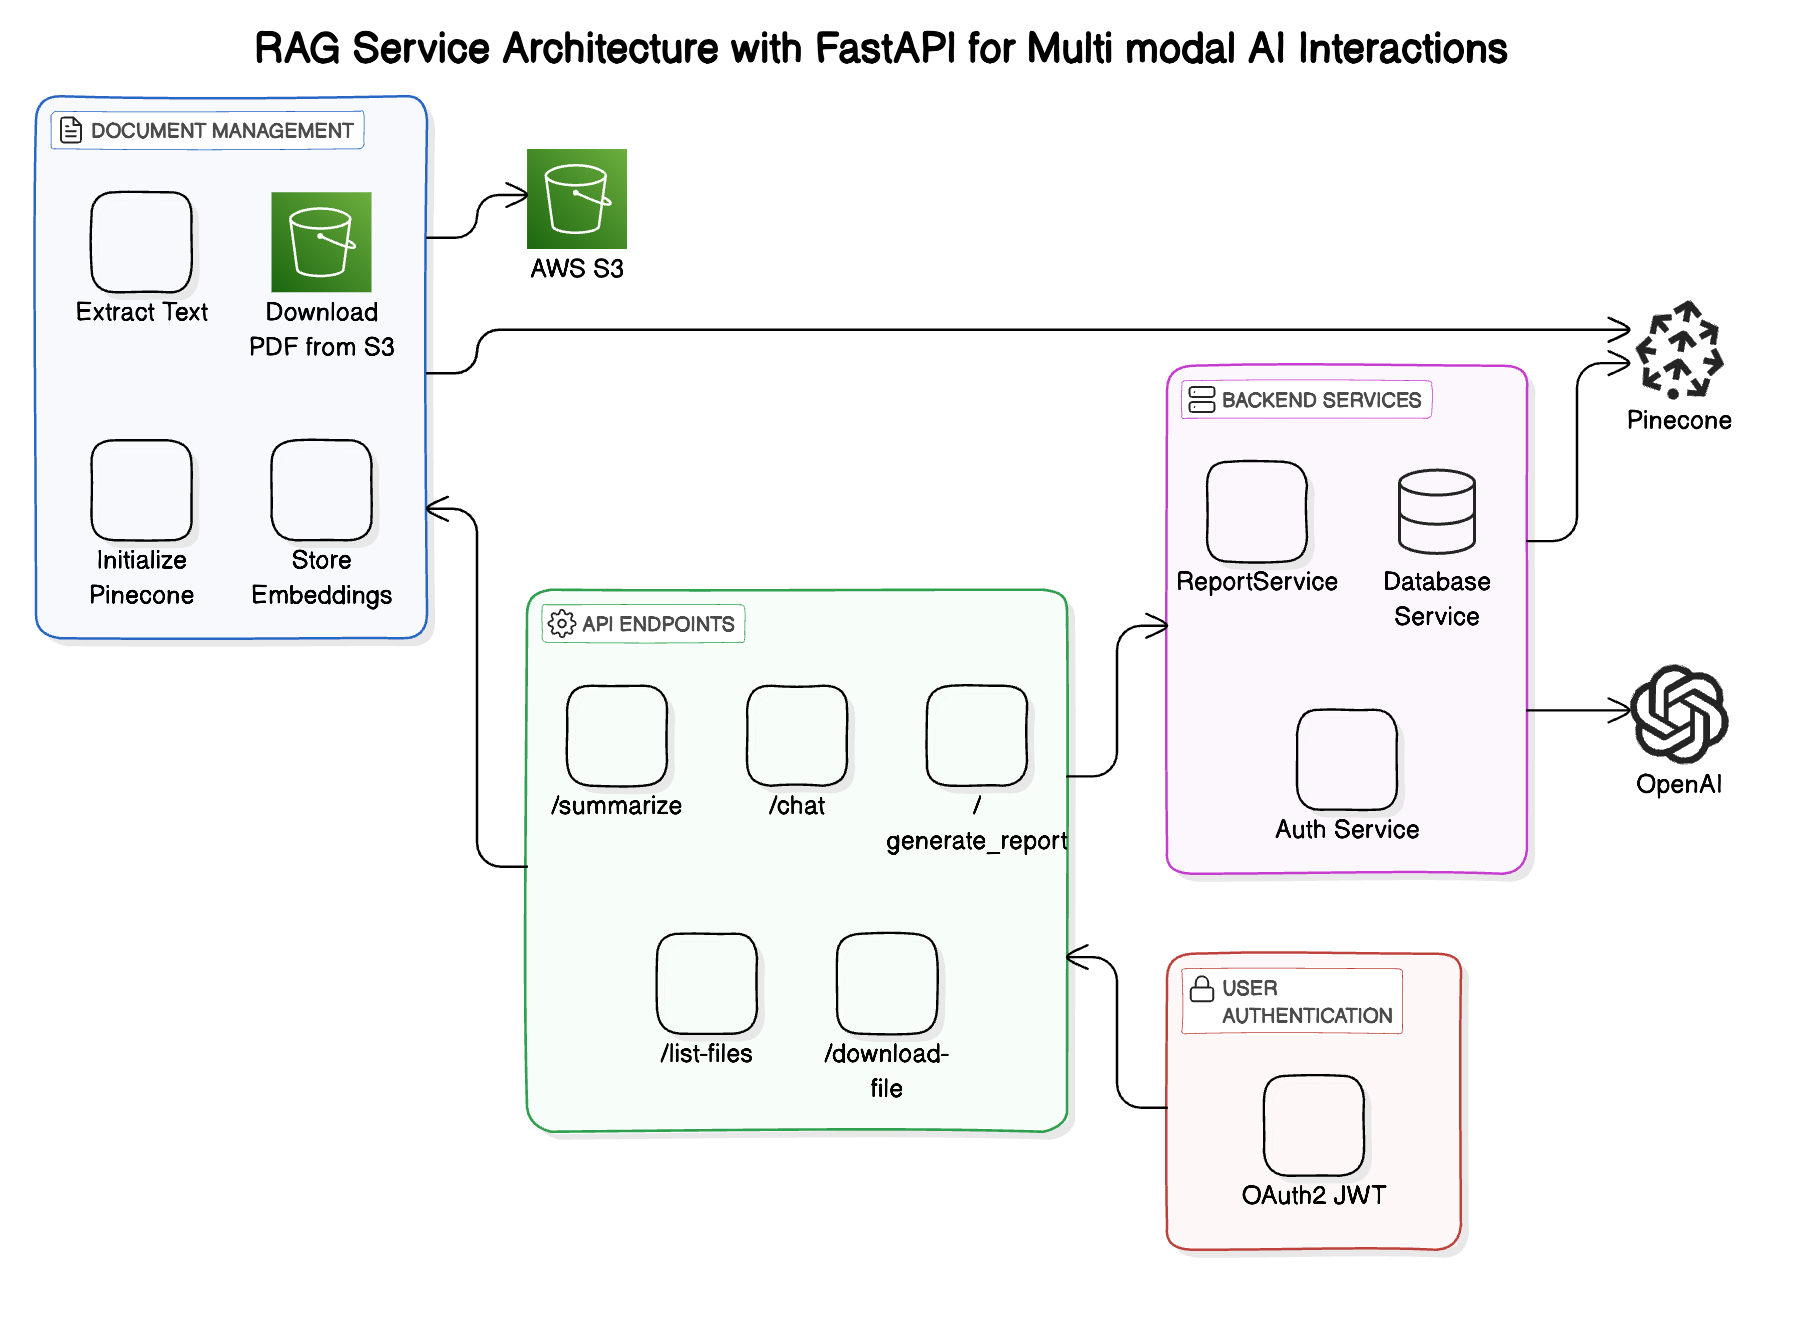 RAG Service Architecture with FastAPI for Multi modal AI Interactions
DOCUMENT MANAGEMENT
Extract Text
Download
PDF from S3
Initialize
Pinecone
Store
Embeddings
AWS S3
Pinecone
BACKEND SERVICES
ReportService
Database
Service
Auth Service
OpenAI
API ENDPOINTS
/summarize
/chat
/
generate_report
/list-files
/download-
file
USER
AUTHENTICATION
OAuth2 JWT